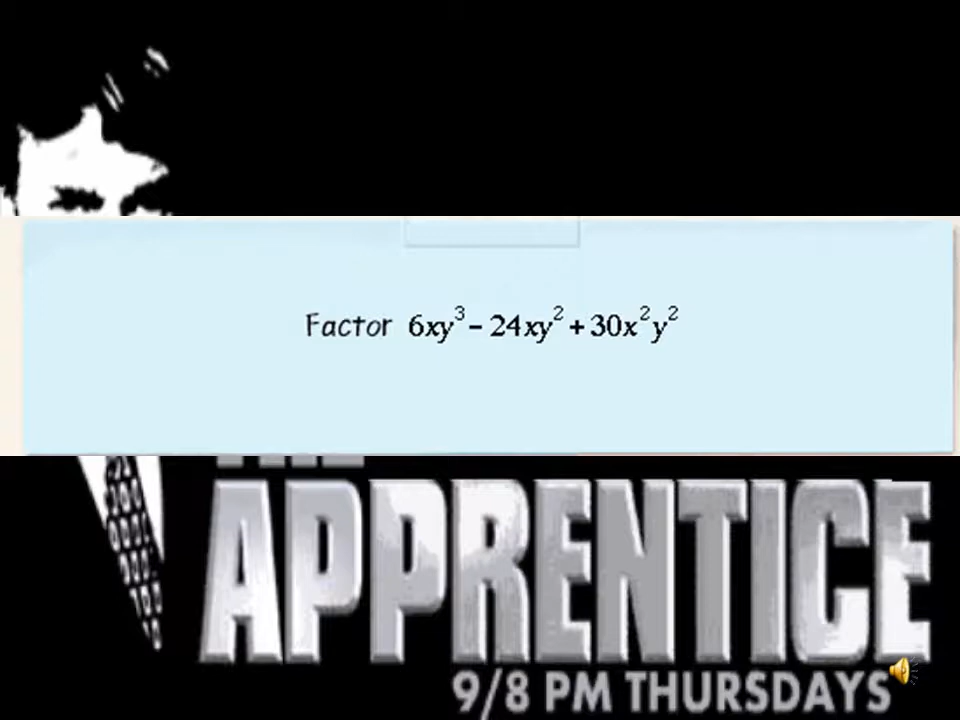 Factor 6xy³ – 24xy² + 30x²y²
APPRENTICE
9/8 PM THURSDAYS